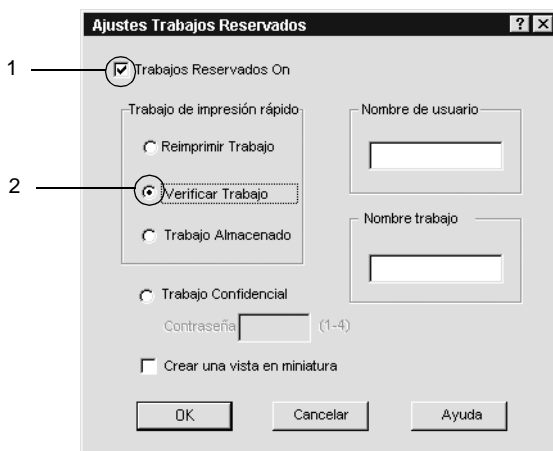 Ajustes Trabajos Reservados
? X
1
Trabajos Reservados On
Trabajo de impresión rápido
Nombre de usuario
Reimprimir Trabajo
2
Verificar Trabajo
Nombre trabajo
Trabajo Almacenado
Trabajo Confidencial
Contraseña
(1-4)
Crear una vista en miniatura
OK
Cancelar
Ayuda